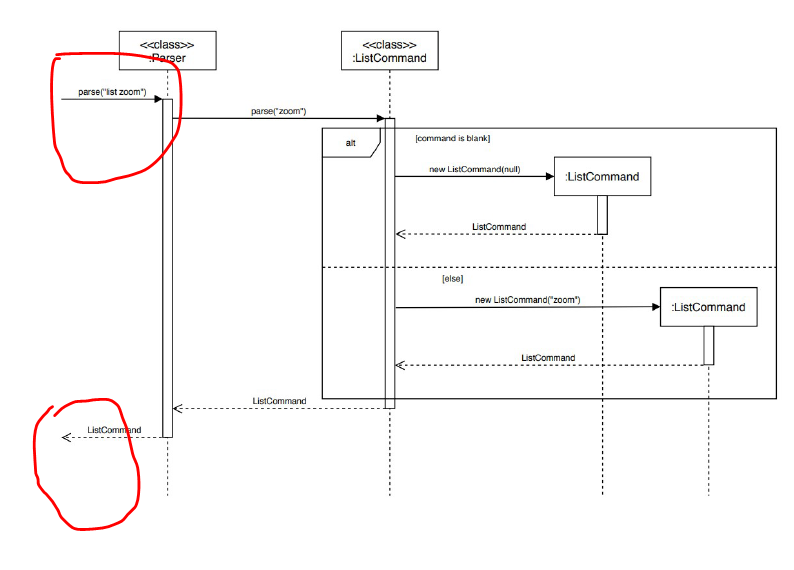 <<class>>
:Parser
<<class>>
:ListCommand
parse("list zoom")
parse("zoom")
alt
[command is blank]
new ListCommand(null)
:ListCommand
ListCommand
[else]
new ListCommand("zoom")
:ListCommand
ListCommand
ListCommand
ListCommand